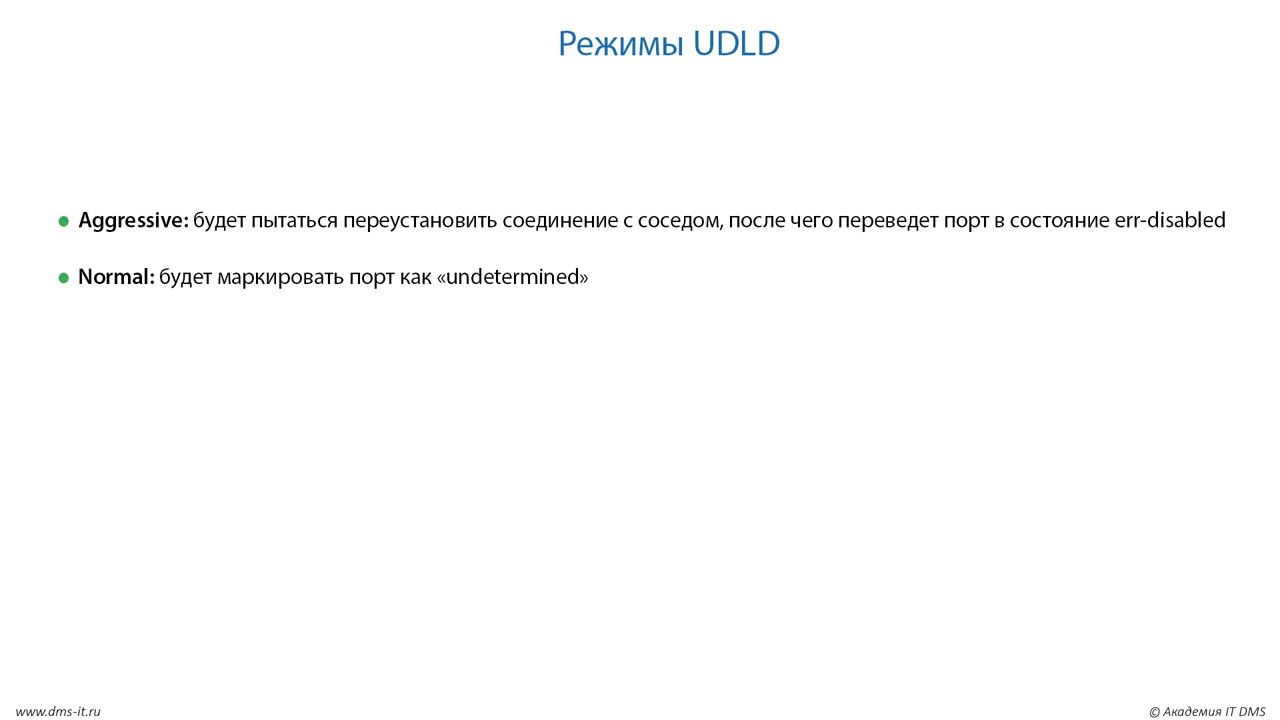 Режимы UDLD
Aggressive: будет пытаться переустановить соединение с соседом, после чего переведет порт в состояние err-disabled
Normal: будет маркировать порт как «undetermined»
www.dms-it.ru
© Академия IT DMS